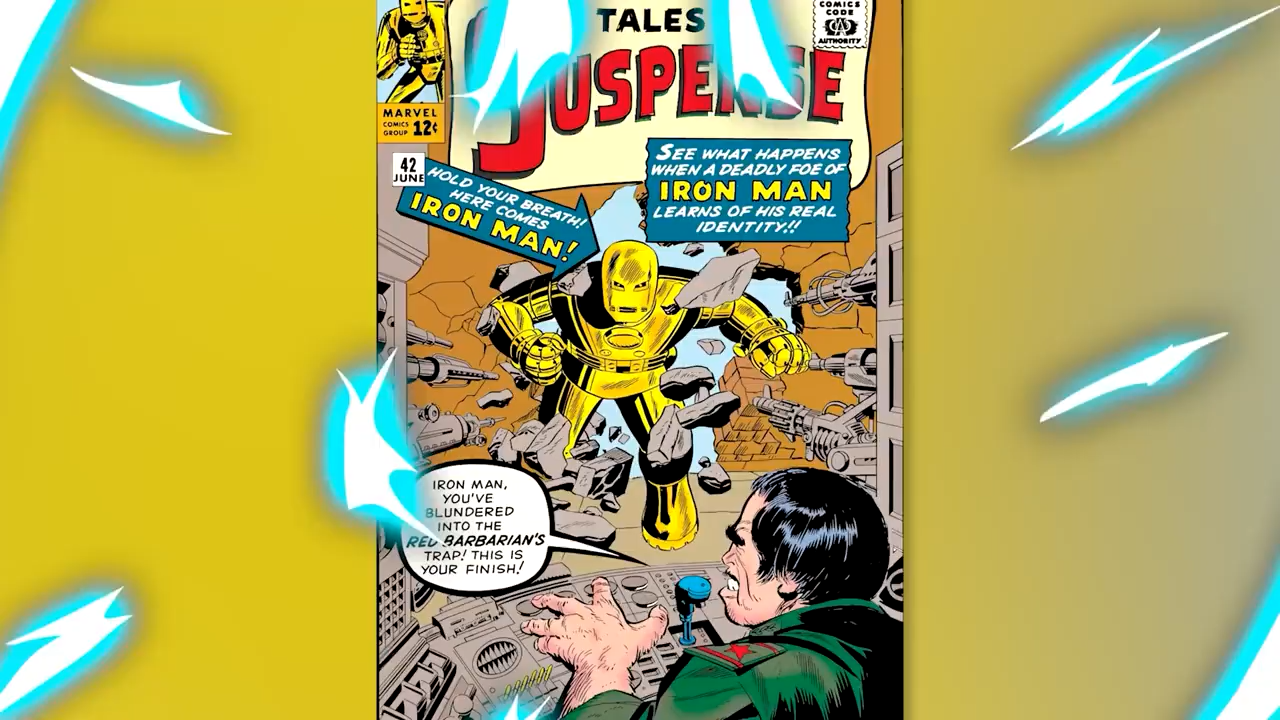 TALES
SUSPENSE
COMICS
CODE
CA
AUTHORITY
MARVEL
COMICS
GROUP 12¢
42
JUNE
HOLD YOUR BREATH!
HERE COMES
IRON MAN!
SEE WHAT HAPPENS
WHEN A DEADLY FOE OF
IRON MAN
LEARNS OF HIS REAL
IDENTITY!!
IRON MAN,
YOU'VE
BLUNDERED
INTO THE
RED BARBARIAN'S
TRAP! THIS IS
YOUR FINISH!